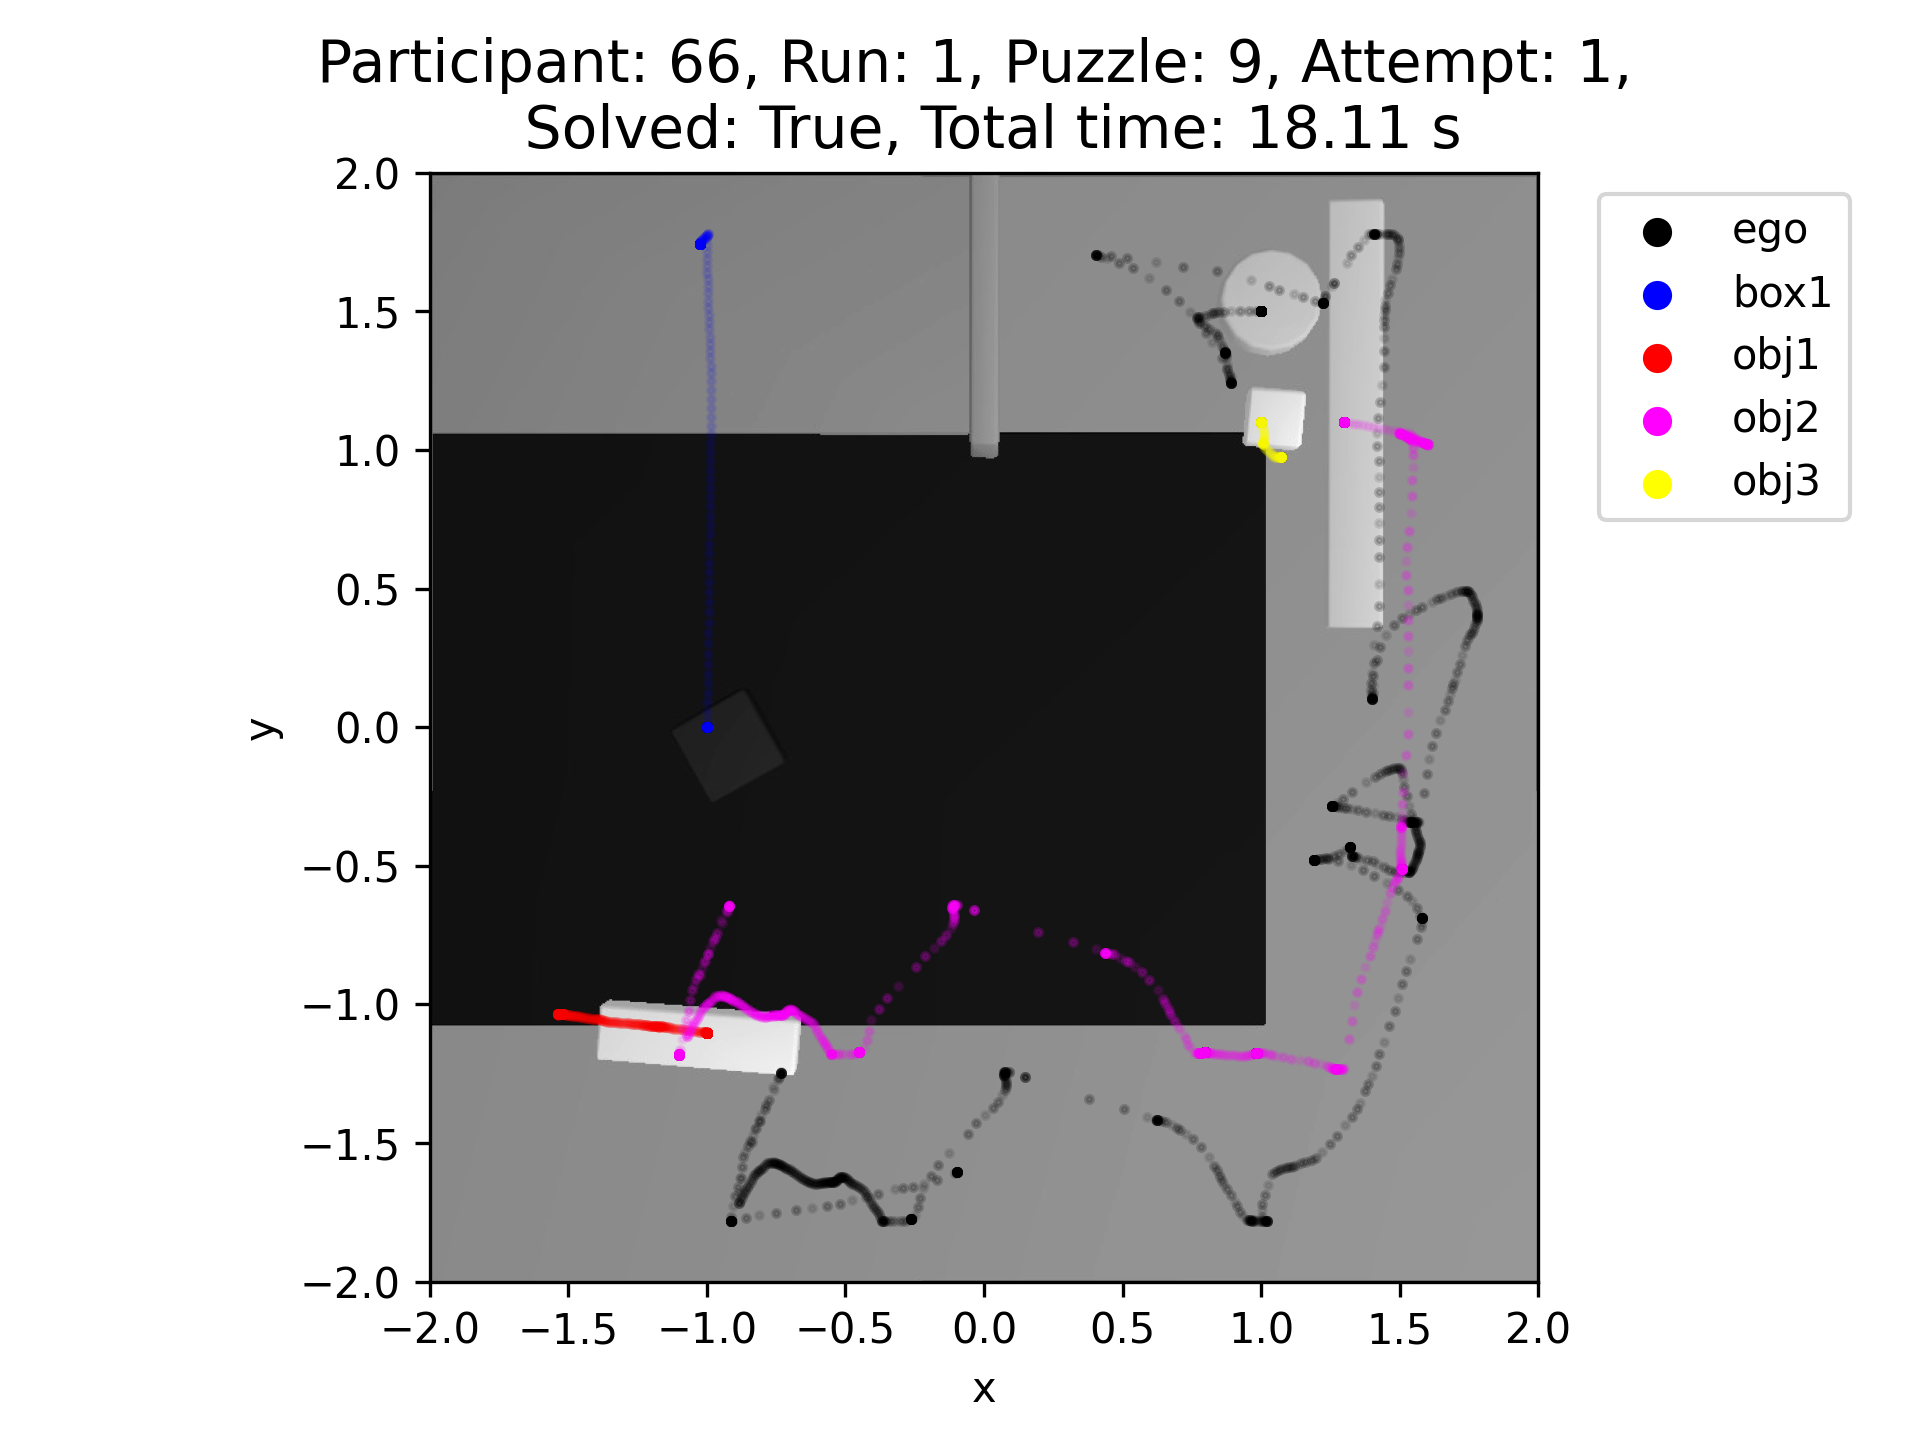 Participant: 66, Run: 1, Puzzle: 9, Attempt: 1,
Solved: True, Total time: 18.11 s
2.0
1.5
1.0
0.5
0.0
−0.5
−1.0
−1.5
−2.0
y
−2.0 −1.5 −1.0 −0.5 0.0 0.5 1.0 1.5 2.0
x
ego
box1
obj1
obj2
obj3